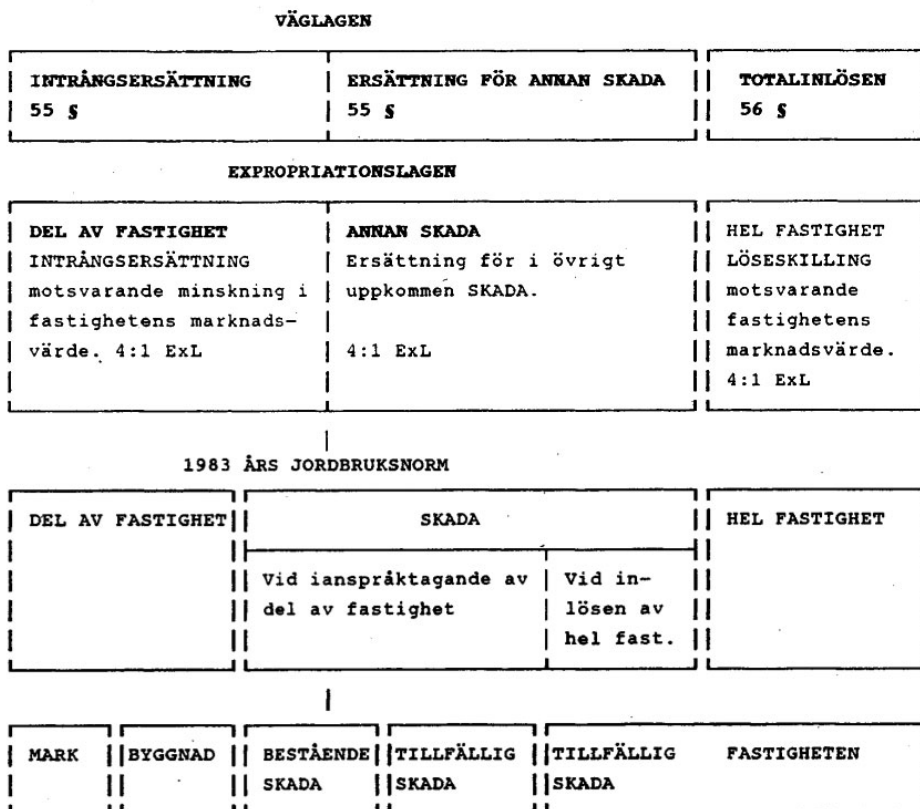 VÄGLAGEN
INTRÅNGSERSÄTTNING
55 §
ERSÄTTNING FÖR ANNAN SKADA
55 §
TOTALINLÖSEN
56 §
EXPROPRIATIONSLAGEN
DEL AV FASTIGHET
INTRÅNGSERSÄTTNING
motsvarande minskning i
fastighetens marknads-
värde. 4:1 ExL
ANNAN SKADA
Ersättning för i övrigt
uppkommen SKADA.
4:1 ExL
HEL FASTIGHET
LÖSESKILLING
motsvarande
fastighetens
marknadsvärde.
4:1 ExL
1983 ÅRS JORDBRUKSNORM
DEL AV FASTIGHET
SKADA
Vid ianspråktagande av
del av fastighet
Vid in-
lösen av
hel fast.
HEL FASTIGHET
MARK
BYGGNAD
BESTÅENDE
SKADA
TILLFÄLLIG
SKADA
TILLFÄLLIG
SKADA
FASTIGHETEN